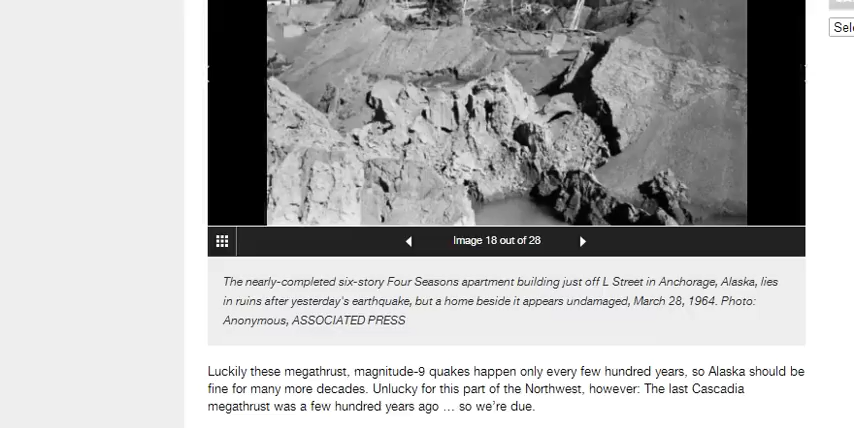 Sele
Image 18 out of 28
The nearly-completed six-story Four Seasons apartment building just off L Street in Anchorage, Alaska, lies
in ruins after yesterday's earthquake, but a home beside it appears undamaged, March 28, 1964. Photo:
Anonymous, ASSOCIATED PRESS
Luckily these megathrust, magnitude-9 quakes happen only every few hundred years, so Alaska should be
fine for many more decades. Unlucky for this part of the Northwest, however: The last Cascadia
megathrust was a few hundred years ago ... so we're due.